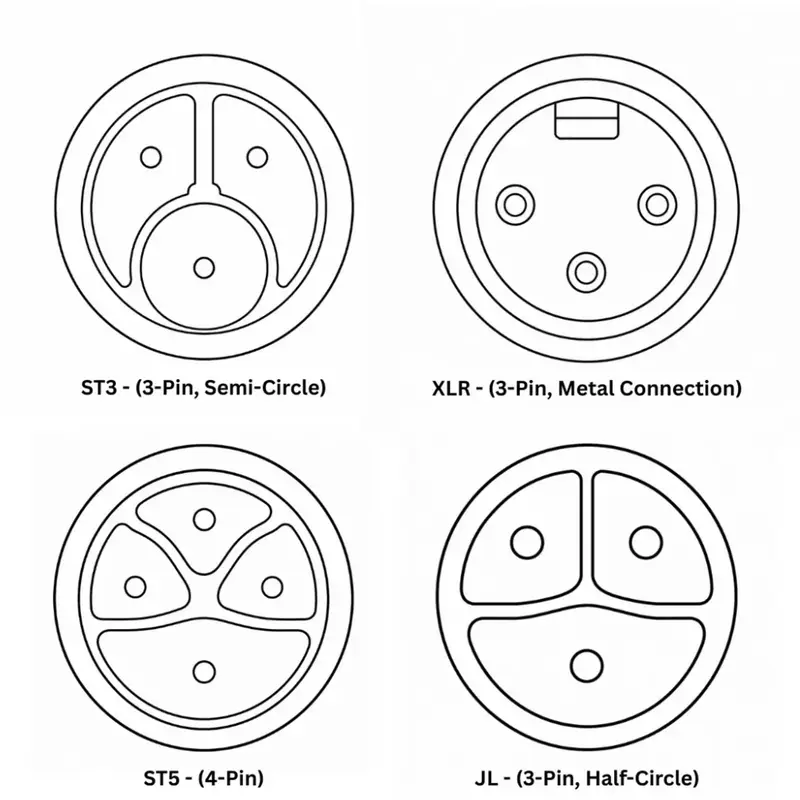 ST3 - (3-Pin, Semi-Circle)
XLR - (3-Pin, Metal Connection)
ST5 - (4-Pin)
JL - (3-Pin, Half-Circle)